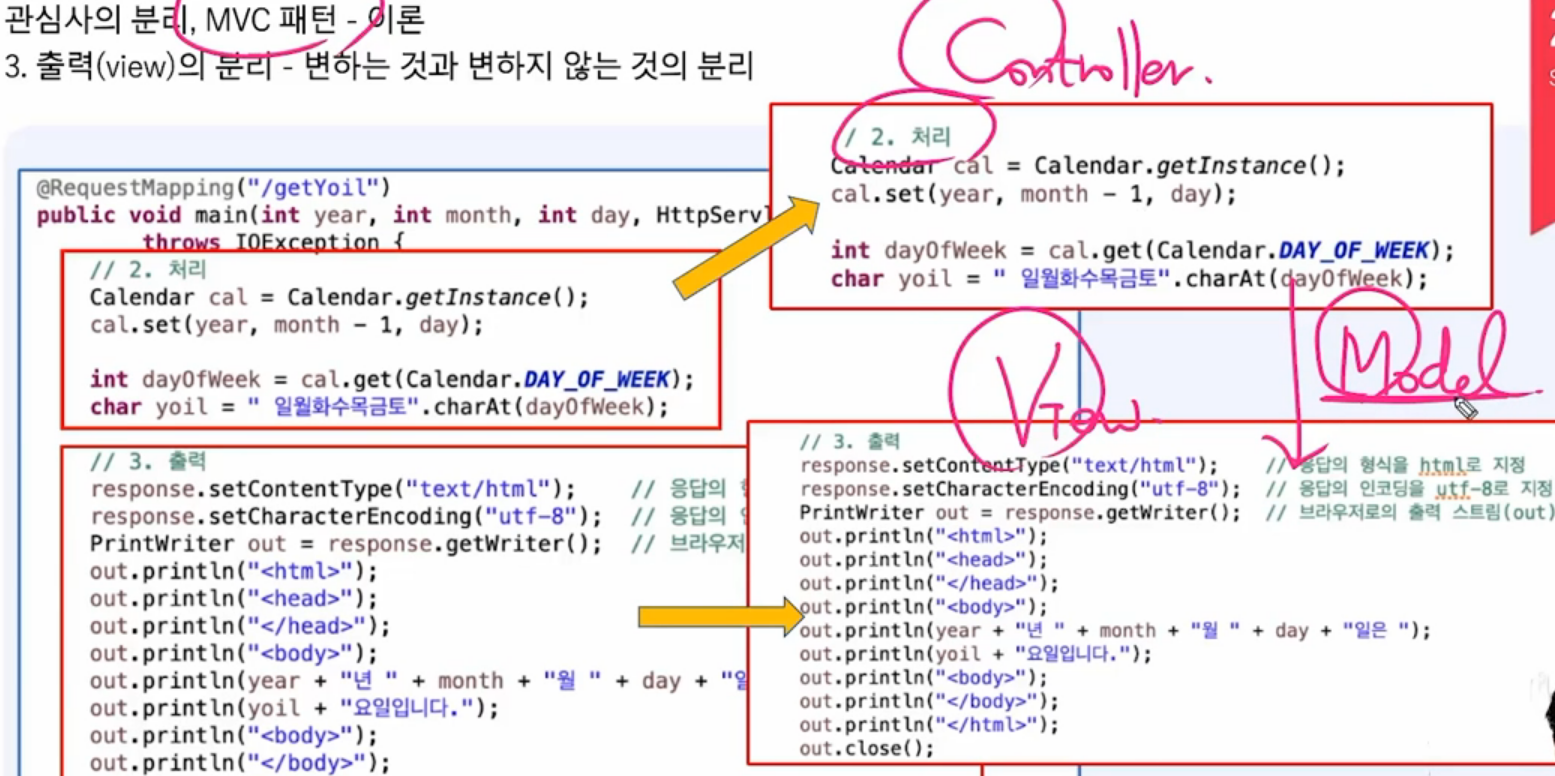 관심사의 분리, MVC 패턴 - 이론
3. 출력(view)의 분리 - 변하는 것과 변하지 않는 것의 분리
Controller.
@RequestMapping("/getYoil")
public void main(int year, int month, int day, HttpServl
throws IOException {
// 2. 처리
Calendar cal = Calendar.getInstance();
cal.set(year, month - 1, day);
int dayOfWeek = cal.get(Calendar.DAY_OF_WEEK);
char yoil = " 일월화수목금토".charAt(dayOfWeek);
// 3. 출력
response.setContentType("text/html"); // 응답의
response.setCharacterEncoding("utf-8"); // 응답의
PrintWriter out = response.getWriter(); // 브라우저
out.println("<html>");
out.println("<head>");
out.println("</head>");
out.println("<body>");
out.println(year + "년 " + month + "월 " + day + "일
out.println(yoil + "요일입니다.");
out.println("<body>");
out.println("</body>");
/ 2. 처리
Calendar cal = Calendar.getInstance();
cal.set(year, month - 1, day);
int dayOfWeek = cal.get(Calendar.DAY_OF_WEEK);
char yoil = " 일월화수목금토".charAt(dayOfWeek);
View.
Model
// 3. 출력
response.setContentType("text/html"); // 응답의 형식을 html로 지정
response.setCharacterEncoding("utf-8"); // 응답의 인코딩을 utf-8로 지정
PrintWriter out = response.getWriter(); // 브라우저로의 출력 스트림(out)
out.println("<html>");
out.println("<head>");
out.println("</head>");
out.println("<body>");
out.println(year + "년 " + month + "월 " + day + "일은 ");
out.println(yoil + "요일입니다.");
out.println("<body>");
out.println("</body>");
out.println("</html>");
out.close();